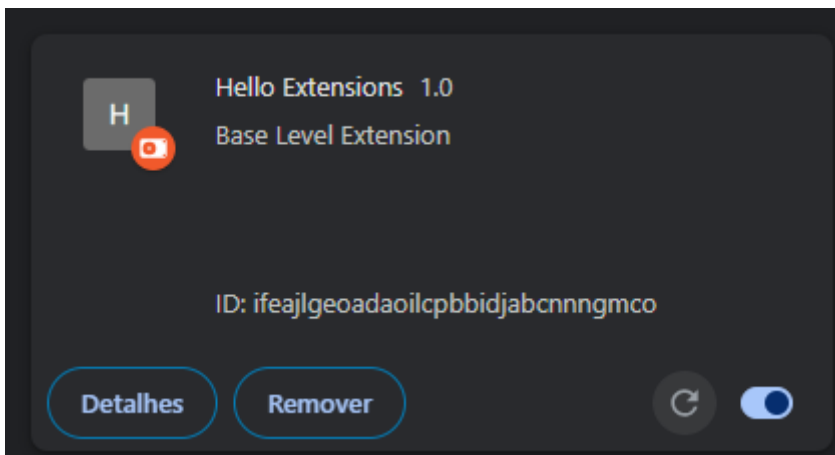 H
Hello Extensions 1.0
Base Level Extension
ID: ifeajlgeoadaoilcpbbidjabcnnngmco
Detalhes Remover